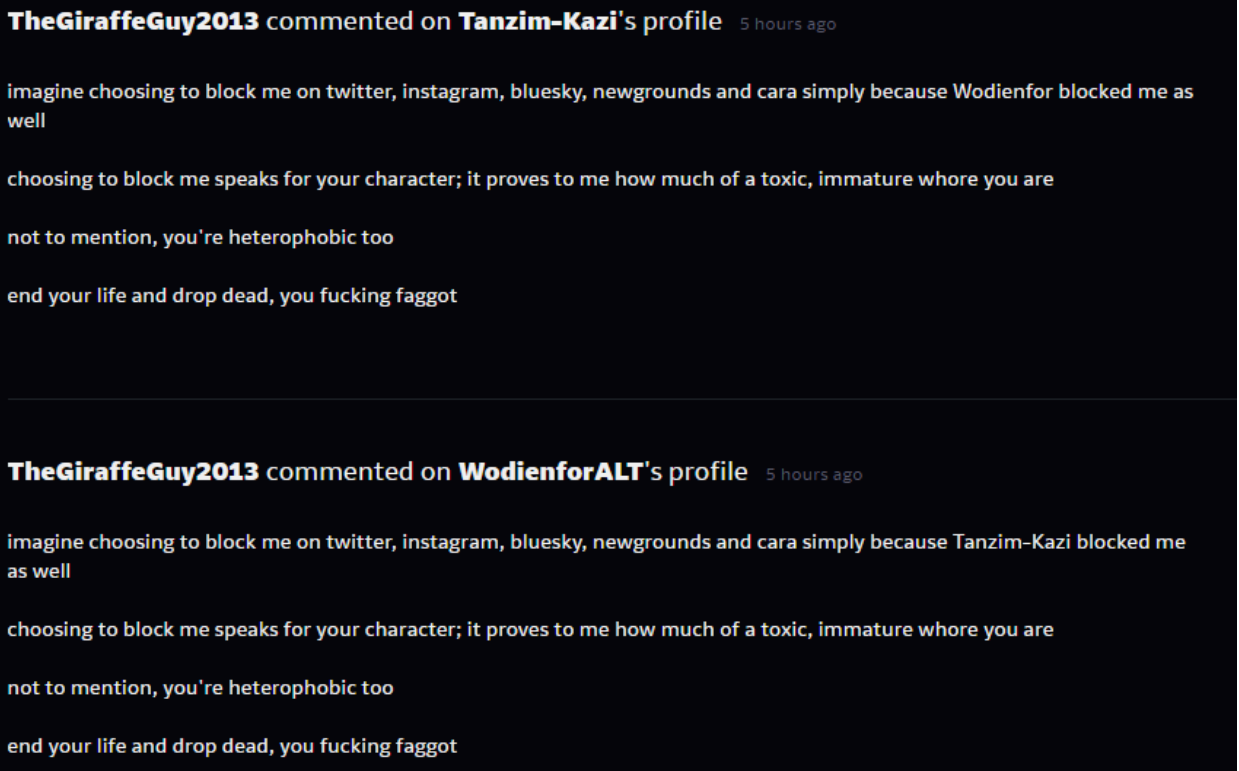 TheGiraffeGuy2013 commented on Tanzim-Kazi's profile 5 hours ago
imagine choosing to block me on twitter, instagram, bluesky, newgrounds and cara simply because Wodienfor blocked me as
well
choosing to block me speaks for your character; it proves to me how much of a toxic, immature whore you are
not to mention, you're heterophobic too
end your life and drop dead, you fucking faggot
TheGiraffeGuy2013 commented on WodienforALT's profile 5 hours ago
imagine choosing to block me on twitter, instagram, bluesky, newgrounds and cara simply because Tanzim-Kazi blocked me
as well
choosing to block me speaks for your character; it proves to me how much of a toxic, immature whore you are
not to mention, you're heterophobic too
end your life and drop dead, you fucking faggot